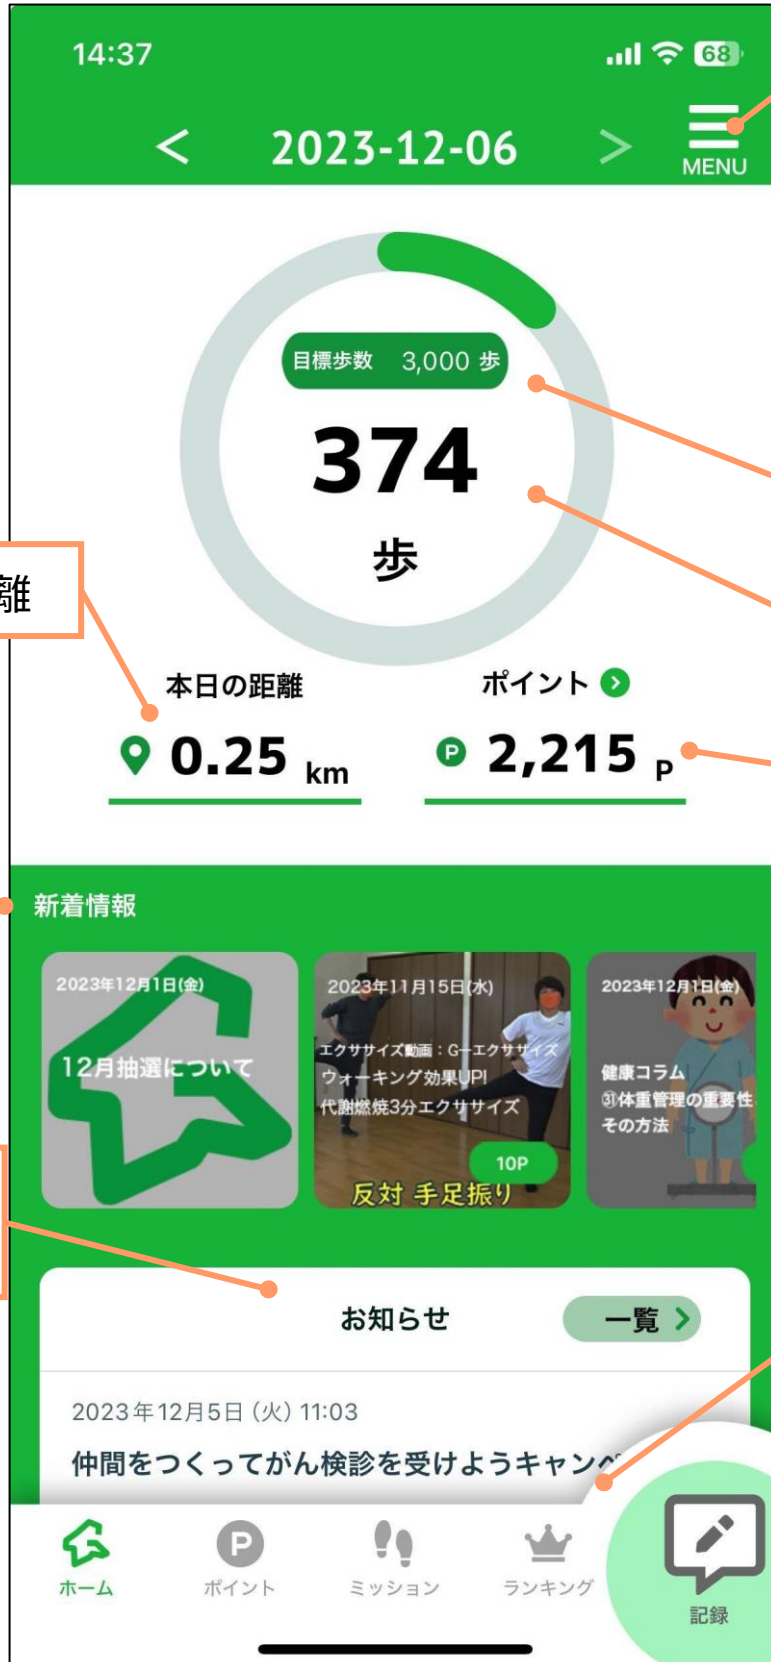 14:37
68
< 2023-12-06 >
MENU
目標歩数 3,000 歩
374
歩
離
本日の距離
ポイント
0.25 km
P 2,215 P
新着情報
2023年12月1日(金)
12月抽選について
2023年11月15日(水)
エクササイズ動画：G-エクササイズ
ウォーキング効果UP!
代謝燃焼3分エクササイズ
10P
反対 手足振り
2023年12月1日(金)
健康コラム
㉛体重管理の重要性
その方法
お知らせ
一覧 >
2023年12月5日（火）11:03
仲間をつくってがん検診を受けようキャンペ
ホーム
P
ポイント
ミッション
ランキング
記録